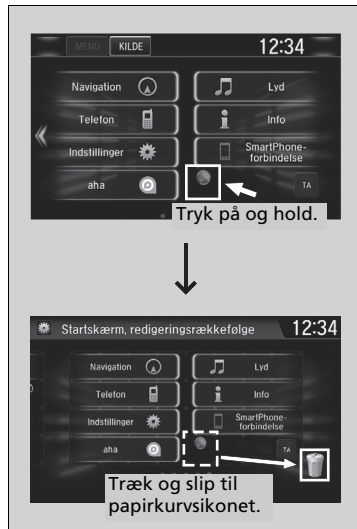 MENU KILDE 12:34
Navigation Lyd
Telefon Info
Indstillinger SmartPhone-
forbindelse
aha TA
Tryk på og hold.
Startskærm, redigeringsrækkefølge 12:34
Navigation Lyd
Telefon Info
Indstillinger SmartPhone-
forbindelse
aha TA
Træk og slip til
papirkurvsikonet.